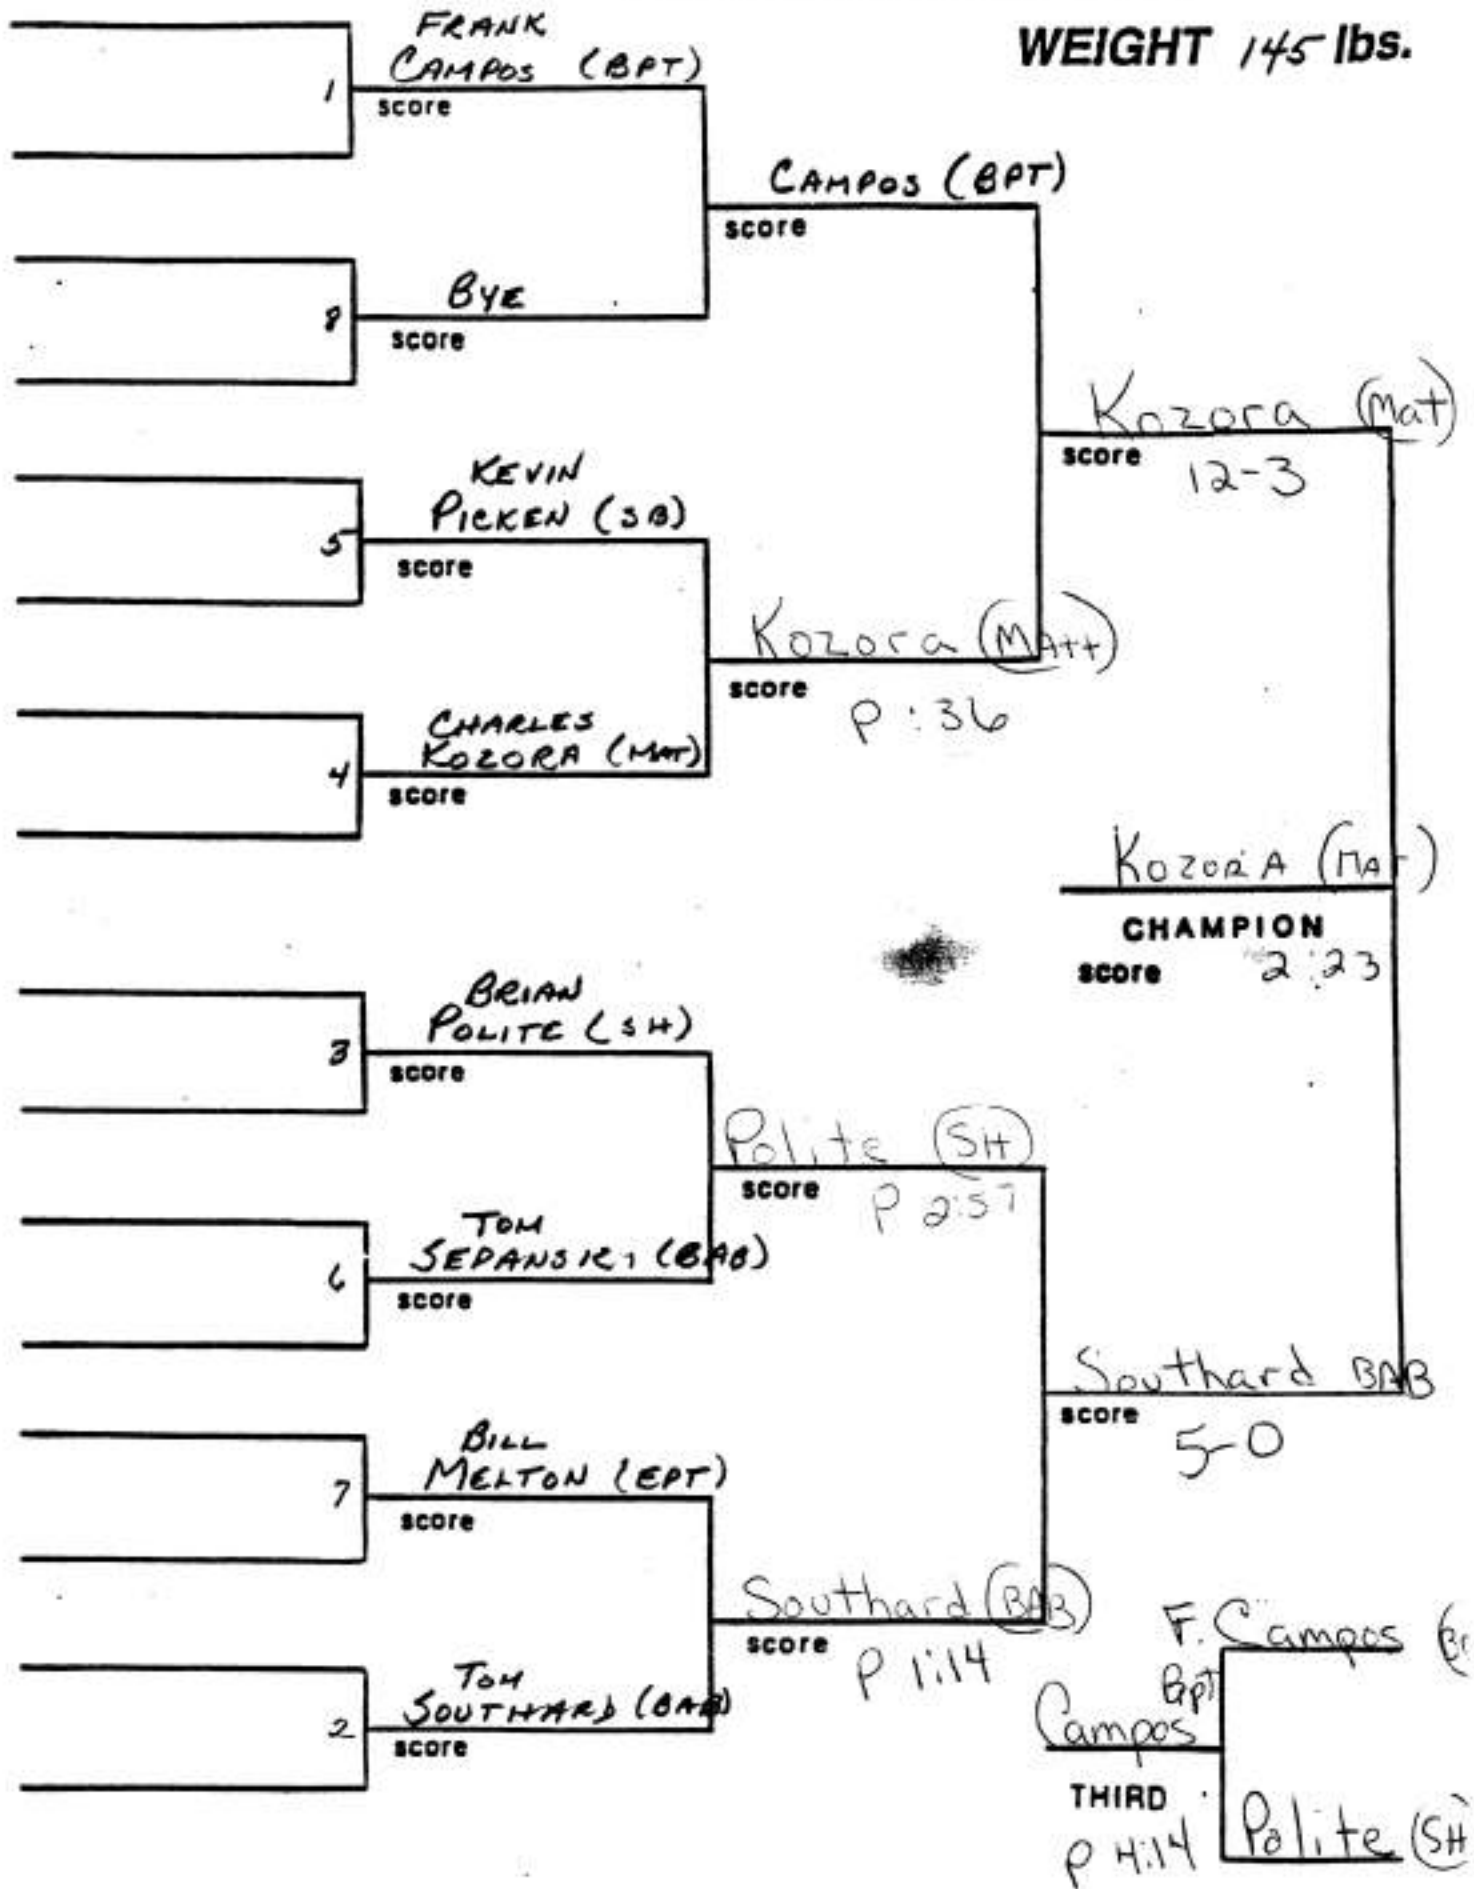 WEIGHT 145 lbs.
FRANK
CAMPOS (BPT)
1
score
CAMPOS (BPT)
score
BYE
8
score
Kozora (Mat)
score
12-3
KEVIN
PICKEN (SB)
5
score
Kozora (MAtt)
score
P :36
CHARLES
KOZORA (MAT)
4
score
KOZORA (MAT)
CHAMPION
score 2:23
BRIAN
POLITE (SH)
3
score
Polite (SH)
score
P 2:57
TOM
SEPANSKI (BAB)
6
score
Southard BAB
score
5-0
BILL
MELTON (EPT)
7
score
Southard (BAB)
score
P 1:14
TOM
SOUTHARD (BAB)
2
score
F. Campos
Bpt
Campos
THIRD
P 4:14
Polite (SH)